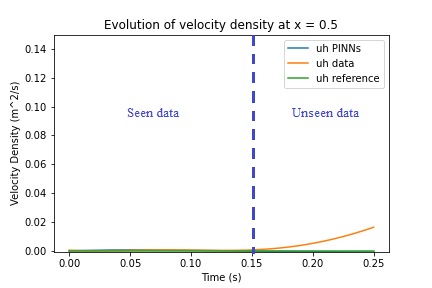 Evolution of velocity density at x = 0.5
uh PINNs
uh data
uh reference
Seen data
Unseen data
Velocity Density (m^2/s)
0.14
0.12
0.10
0.08
0.06
0.04
0.02
0.00
0.00 0.05 0.10 0.15 0.20 0.25
Time (s)